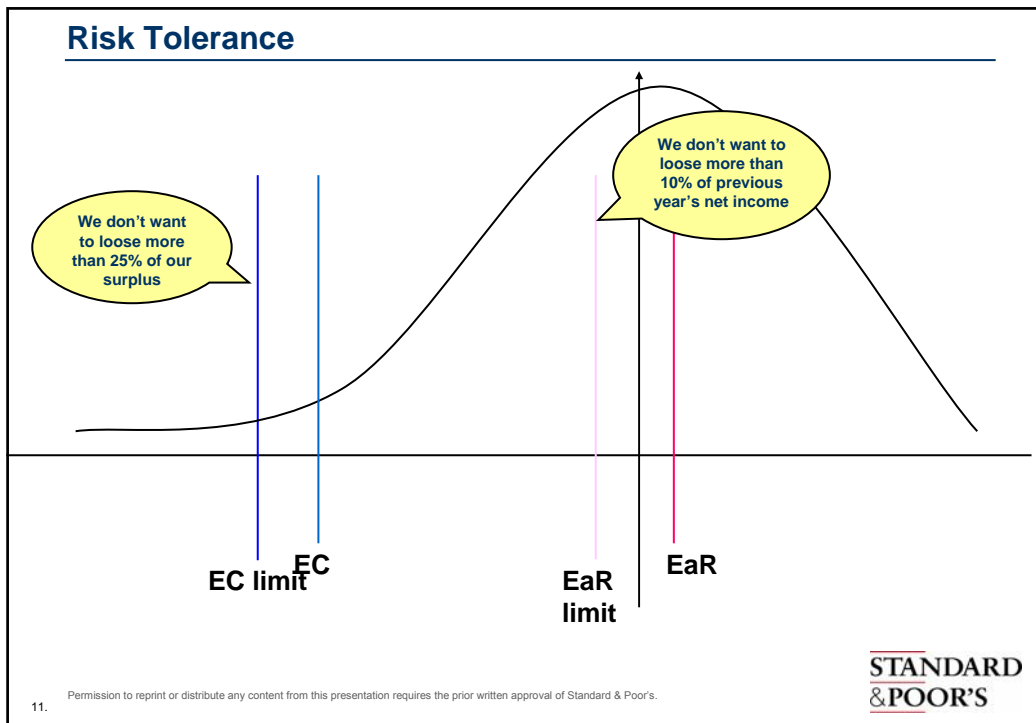 Risk Tolerance
We don't want to
loose more than
10% of previous
year's net income
We don't want
to loose more
than 25% of our
surplus
EC limit
EC
EaR
limit
EaR
STANDARD
&POOR'S
Permission to reprint or distribute any content from this presentation requires the prior written approval of Standard & Poor's.
11.